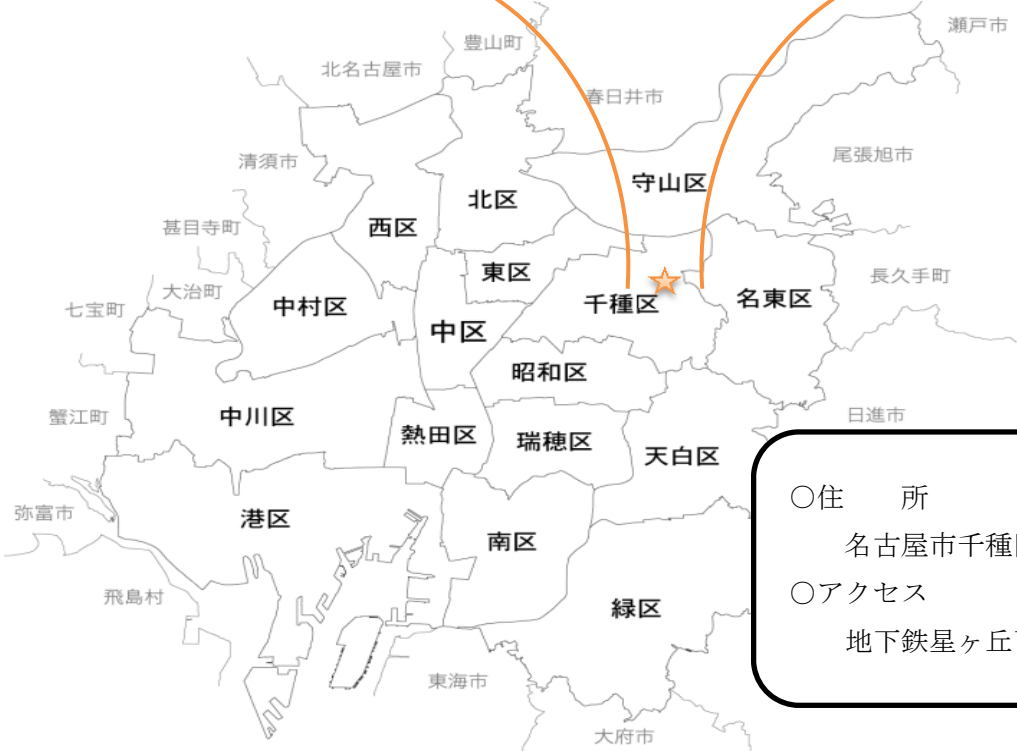 瀬戸市
豊山町
北名古屋市
春日井市
清須市
尾張旭市
守山区
北区
西区
甚目寺町
東区
長久手町
大治町
七宝町
中村区
千種区
名東区
中区
昭和区
蟹江町
中川区
日進市
熱田区
瑞穂区
天白区
弥富市
港区
南区
飛島村
緑区
東海市
大府市
○住　所
名古屋市千種
○アクセス
地下鉄星ヶ丘